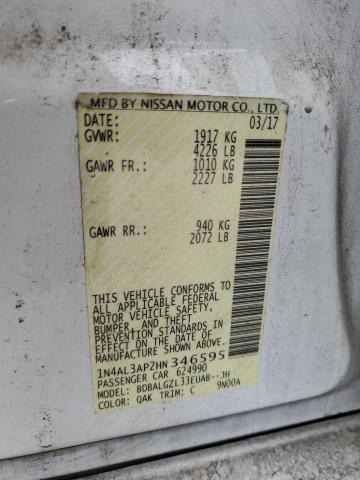 MFD BY NISSAN MOTOR CO., LTD.
DATE: 03/17
GVWR: 1917 KG
4226 LB
GAWR FR.: 1010 KG
2227 LB
GAWR RR.: 940 KG
2072 LB
THIS VEHICLE CONFORMS TO
ALL APPLICABLE FEDERAL
MOTOR VEHICLE SAFETY,
BUMPER, AND THEFT
PREVENTION STANDARDS IN
EFFECT ON THE DATE OF
MANUFACTURE SHOWN ABOVE.
1N4AL3AP2HN346595
PASSENGER CAR 624990
MODEL: BDBALGZL33EUAB--JH
COLOR: QAK TRIM: C 9N00A